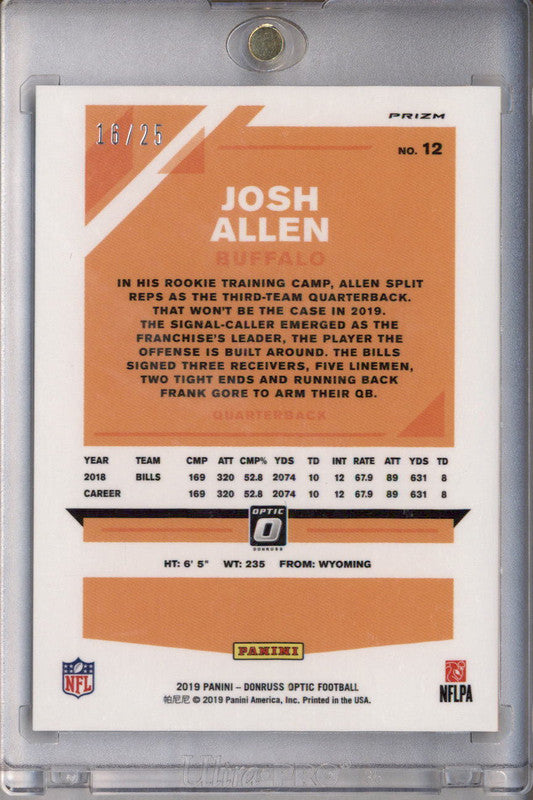 PRIZM
16/25
NO. 12
JOSH
ALLEN
BUFFALO
IN HIS ROOKIE TRAINING CAMP, ALLEN SPLIT
REPS AS THE THIRD-TEAM QUARTERBACK.
THAT WON'T BE THE CASE IN 2019.
THE SIGNAL-CALLER EMERGED AS THE
FRANCHISE'S LEADER, THE PLAYER THE
OFFENSE IS BUILT AROUND. THE BILLS
SIGNED THREE RECEIVERS, FIVE LINEMEN,
TWO TIGHT ENDS AND RUNNING BACK
FRANK GORE TO ARM THEIR QB.
QUARTERBACK
YEAR TEAM CMP ATT CMP% YDS TD INT RATE ATT YDS TD
2018 BILLS 169 320 52.8 2074 10 12 67.9 89 631 8
CAREER 169 320 52.8 2074 10 12 67.9 89 631 8
OPTIC
DONRUSS
HT: 6' 5" WT: 235 FROM: WYOMING
PANINI
NFL
NFLPA
2019 PANINI – DONRUSS OPTIC FOOTBALL
帕尼尼 © 2019 Panini America, Inc. Printed in the USA.
Ultra PRO